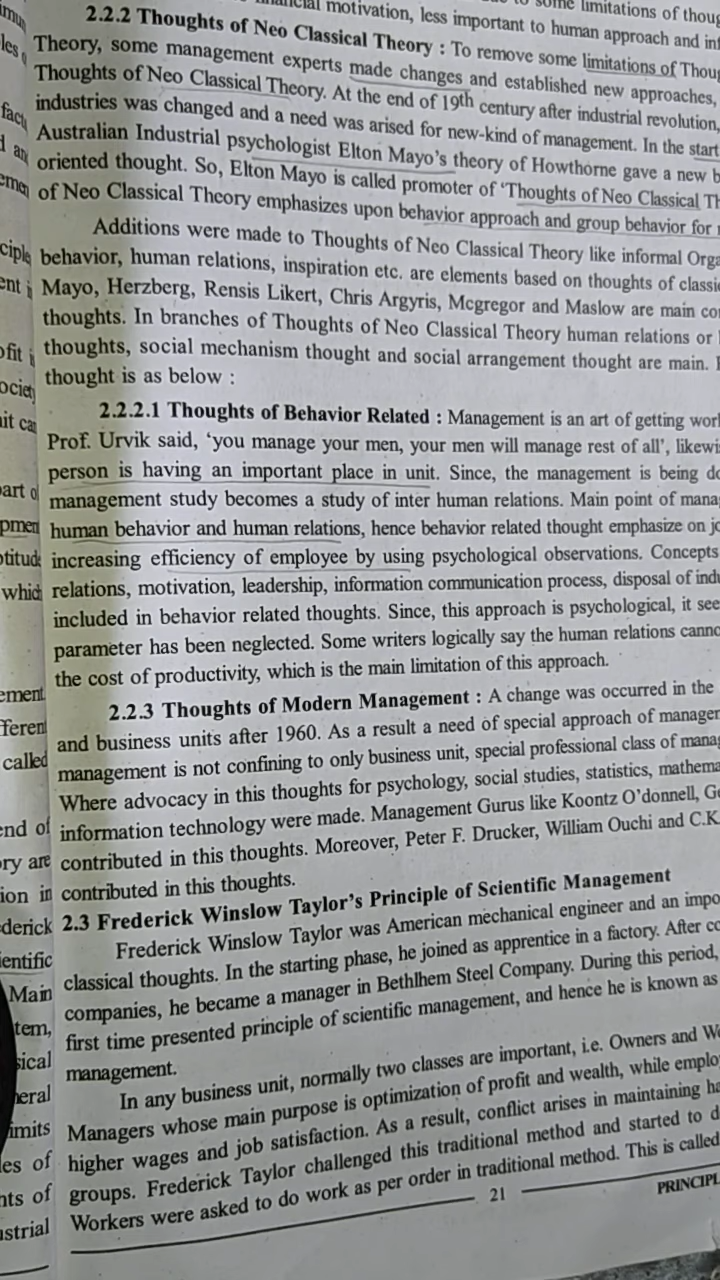 motivation, less important to human approach and
2.2.2 Thoughts of Neo Classical Theory : To remove some limitations of
Theory, some management experts made changes and established new approaches,
Thoughts of Neo Classical Theory. At the end of 19th century after industrial revolution,
industries was changed and a need was arised for new-kind of management. In the start
Australian Industrial psychologist Elton Mayo's theory of Howthorne gave a new
oriented thought. So, Elton Mayo is called promoter of 'Thoughts of Neo Classical
of Neo Classical Theory emphasizes upon behavior approach and group behavior for
Additions were made to Thoughts of Neo Classical Theory like informal
behavior, human relations, inspiration etc. are elements based on thoughts of
Mayo, Herzberg, Rensis Likert, Chris Argyris, Mcgregor and Maslow are main
thoughts. In branches of Thoughts of Neo Classical Theory human relations or
thoughts, social mechanism thought and social arrangement thought are main.
thought is as below :
2.2.2.1 Thoughts of Behavior Related : Management is an art of getting
Prof. Urvik said, 'you manage your men, your men will manage rest of all',
person is having an important place in unit. Since, the management is being
management study becomes a study of inter human relations. Main point of
human behavior and human relations, hence behavior related thought emphasize on
increasing efficiency of employee by using psychological observations. Concepts
which relations, motivation, leadership, information communication process, disposal of
included in behavior related thoughts. Since, this approach is psychological, it
parameter has been neglected. Some writers logically say the human relations
the cost of productivity, which is the main limitation of this approach.
2.2.3 Thoughts of Modern Management : A change was occurred in the
and business units after 1960. As a result a need of special approach of
called management is not confining to only business unit, special professional class of
Where advocacy in this thoughts for psychology, social studies, statistics,
end of information technology were made. Management Gurus like Koontz O'donnell,
are contributed in this thoughts. Moreover, Peter F. Drucker, William Ouchi and C.K.
in contributed in this thoughts.
2.3 Frederick Winslow Taylor's Principle of Scientific Management
Frederick Winslow Taylor was American mechanical engineer and an
Main classical thoughts. In the starting phase, he joined as apprentice in a factory. After
companies, he became a manager in Bethlhem Steel Company. During this period,
first time presented principle of scientific management, and hence he is known as
management.
In any business unit, normally two classes are important, i.e. Owners and
Managers whose main purpose is optimization of profit and wealth, while
of higher wages and job satisfaction. As a result, conflict arises in maintaining
of groups. Frederick Taylor challenged this traditional method and started to
Workers were asked to do work as per order in traditional method. This is called
21